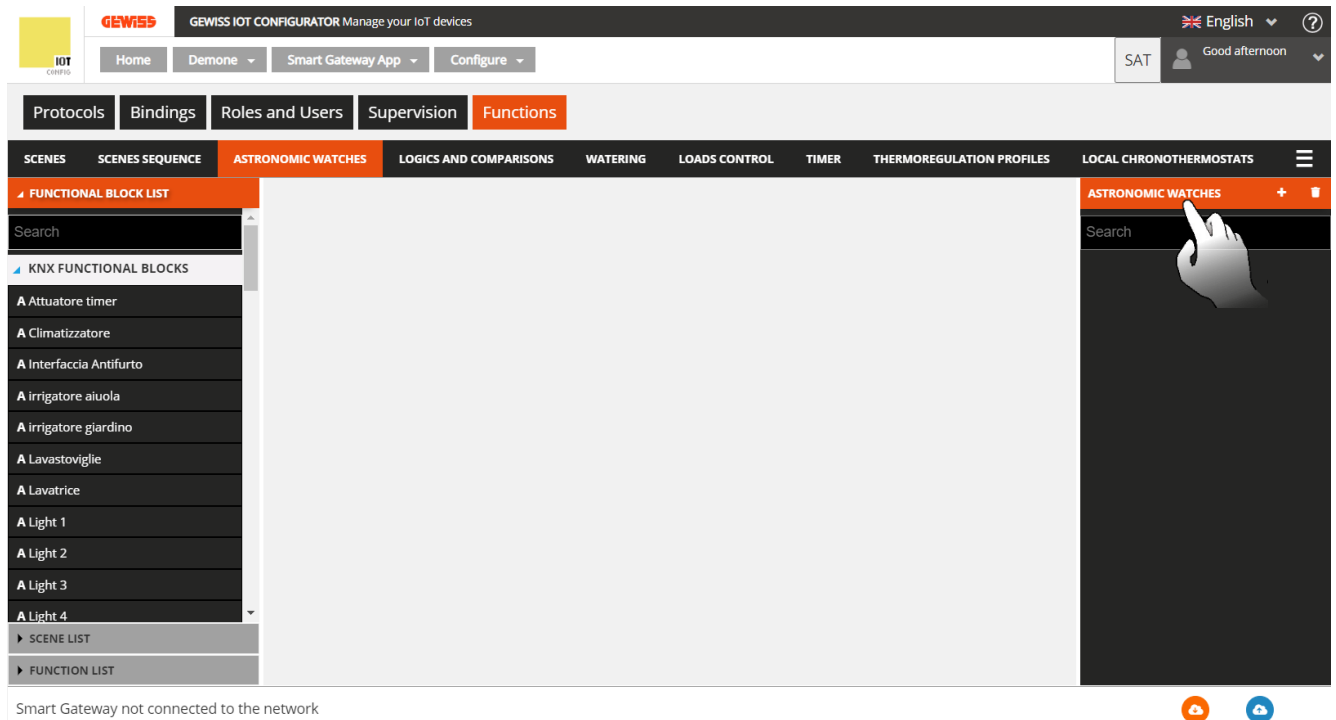 GEWISS
GEWISS IOT CONFIGURATOR Manage your IoT devices
English
?
IOT
CONFIG
Home
Demone
Smart Gateway App
Configure
SAT
Good afternoon
Protocols
Bindings
Roles and Users
Supervision
Functions
SCENES
SCENES SEQUENCE
ASTRONOMIC WATCHES
LOGICS AND COMPARISONS
WATERING
LOADS CONTROL
TIMER
THERMOREGULATION PROFILES
LOCAL CHRONOTHERMOSTATS
FUNCTIONAL BLOCK LIST
Search
KNX FUNCTIONAL BLOCKS
A Attuatore timer
A Climatizzatore
A Interfaccia Antifurto
A irrigatore aiuola
A irrigatore giardino
A Lavastoviglie
A Lavatrice
A Light 1
A Light 2
A Light 3
A Light 4
SCENE LIST
FUNCTION LIST
ASTRONOMIC WATCHES
Search
Smart Gateway not connected to the network